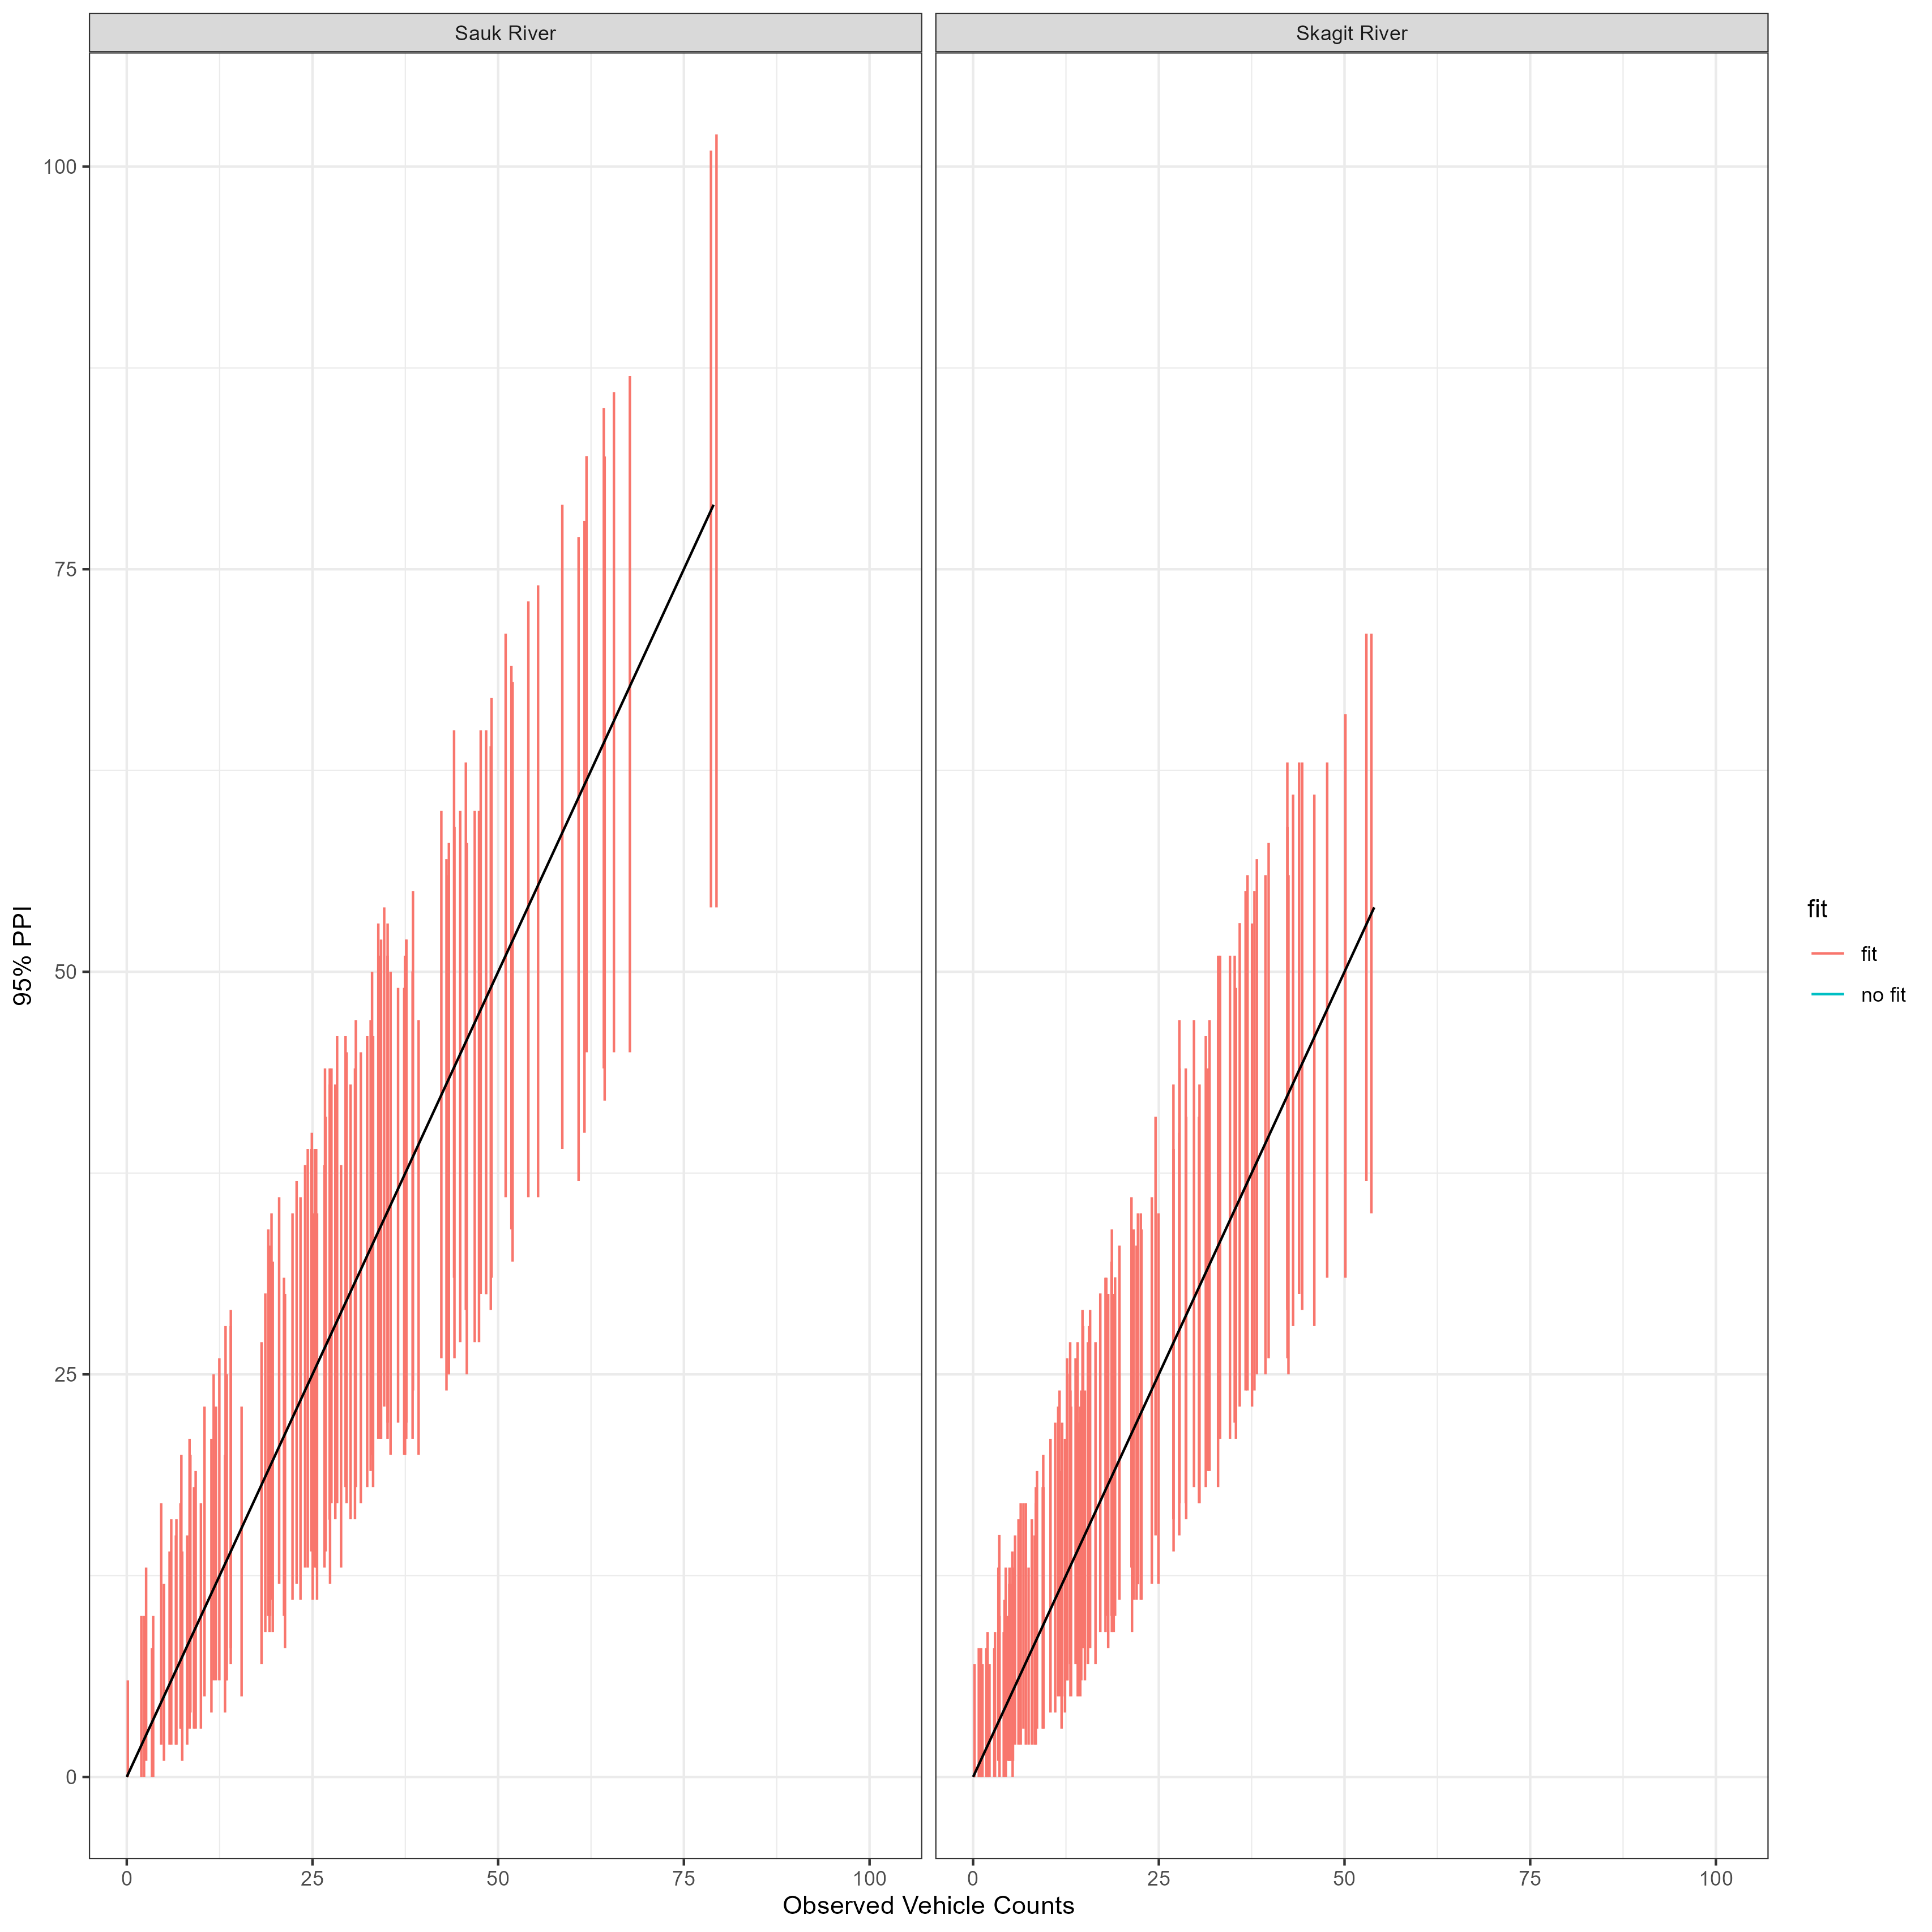 Sauk River
Skagit River
95% PPI
100
75
50
25
0
0 25 50 75 100
0 25 50 75 100
Observed Vehicle Counts
fit
fit
no fit